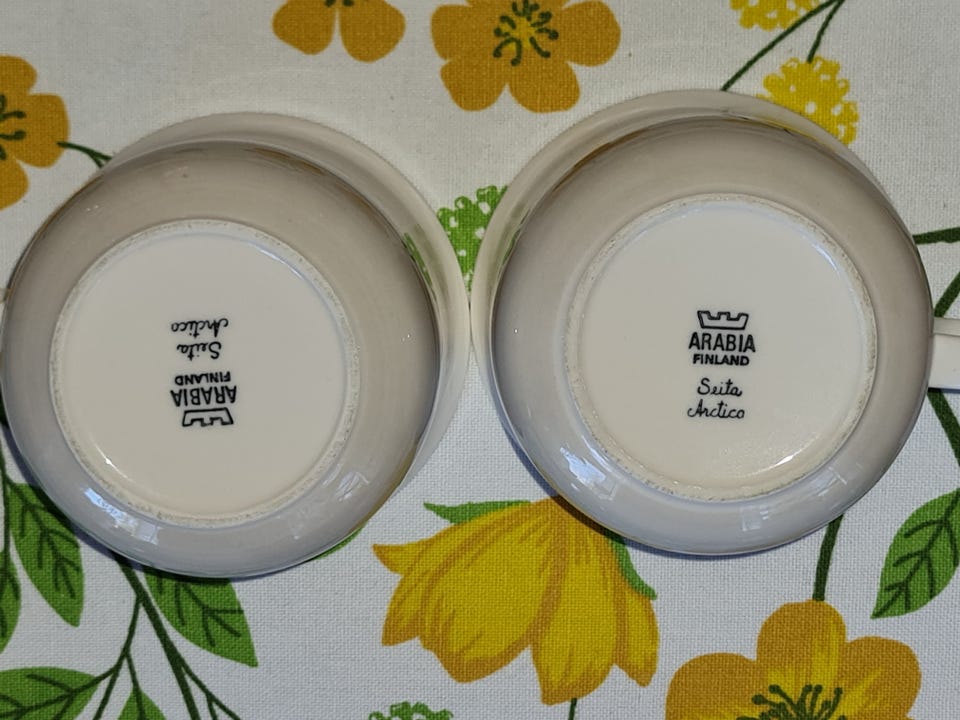 ARABIA
FINLAND
Seita
Arctico
ARABIA
FINLAND
Seita
Arctico